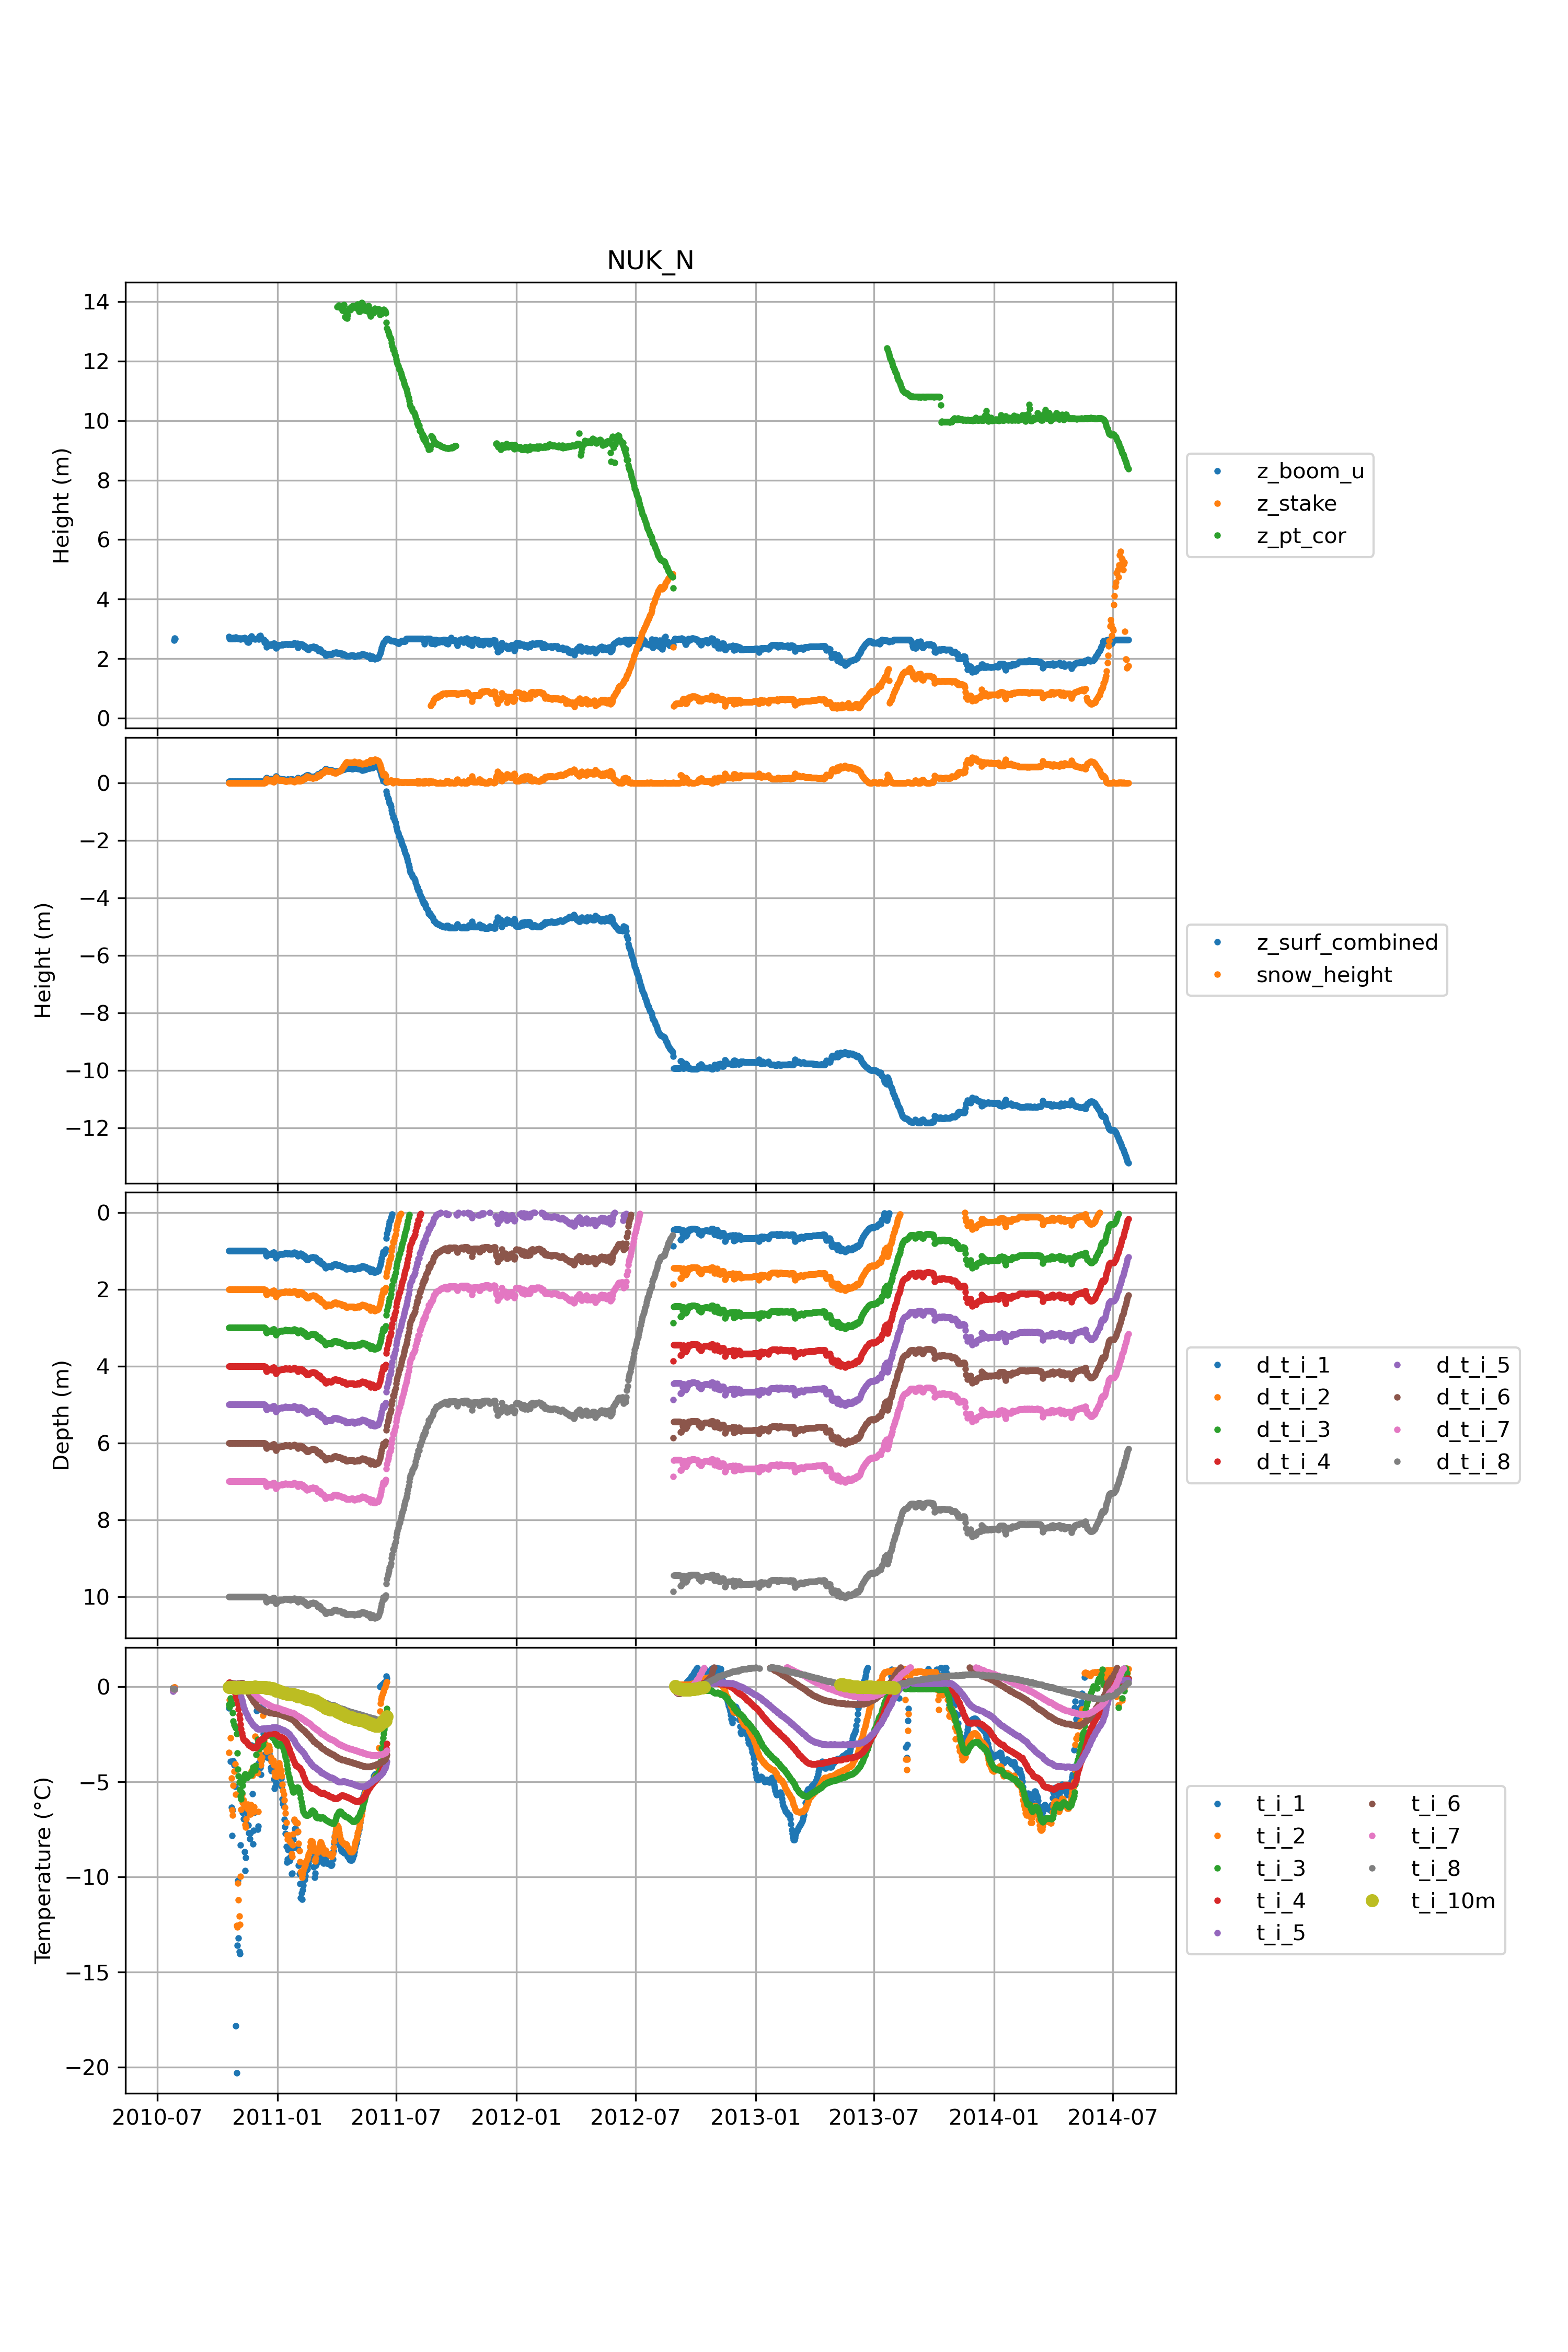 NUK_N
14
12
10
8
6
4
2
0
Height (m)
z_boom_u
z_stake
z_pt_cor
0
−2
−4
−6
−8
−10
−12
Height (m)
z_surf_combined
snow_height
0
2
4
6
8
10
Depth (m)
d_t_i_1
d_t_i_2
d_t_i_3
d_t_i_4
d_t_i_5
d_t_i_6
d_t_i_7
d_t_i_8
0
−5
−10
−15
−20
Temperature (°C)
t_i_1
t_i_2
t_i_3
t_i_4
t_i_5
t_i_6
t_i_7
t_i_8
t_i_10m
2010-07 2011-01 2011-07 2012-01 2012-07 2013-01 2013-07 2014-01 2014-07